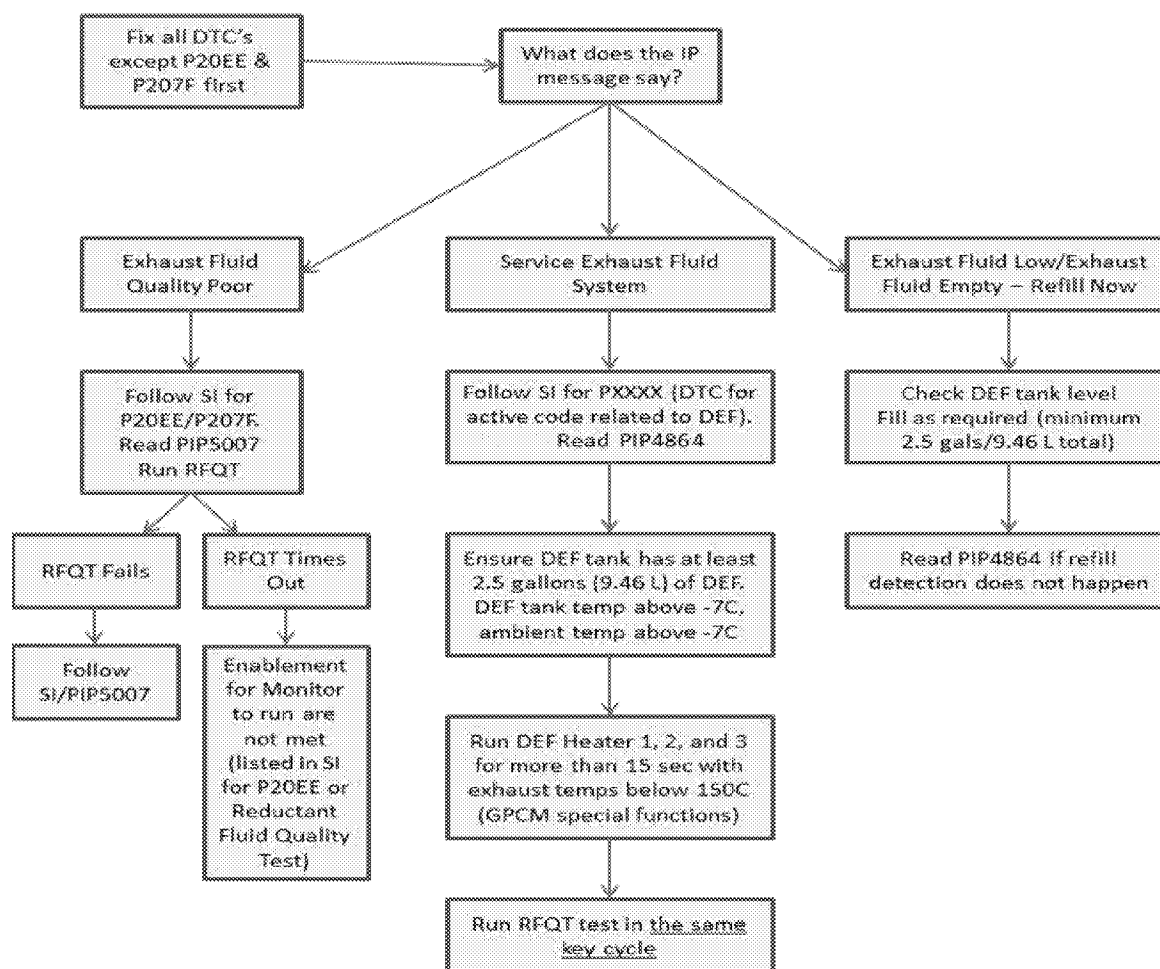 Fix all DTC's
except P20EE &
P207F first
What does the IP
message say?
Exhaust Fluid
Quality Poor
Service Exhaust Fluid
System
Exhaust Fluid Low/Exhaust
Fluid Empty – Refill Now
Follow SI for
P20EE/P207F.
Read PIP5007
Run RFQT
Follow SI for PXXXX (DTC for
active code related to DEF).
Read PIP4864
Check DEF tank level
Fill as required (minimum
2.5 gals/9.46 L total)
RFQT Fails
RFQT Times
Out
Ensure DEF tank has at least
2.5 gallons (9.46 L) of DEF.
DEF tank temp above -7C,
ambient temp above -7C
Read PIP4864 if refill
detection does not happen
Follow
SI/PIP5007
Enablement
for Monitor
to run are
not met
(listed in SI
for P20EE or
Reductant
Fluid Quality
Test)
Run DEF Heater 1, 2, and 3
for more than 15 sec with
exhaust temps below 150C
(GPCM special functions)
Run RFQT test in the same
key cycle